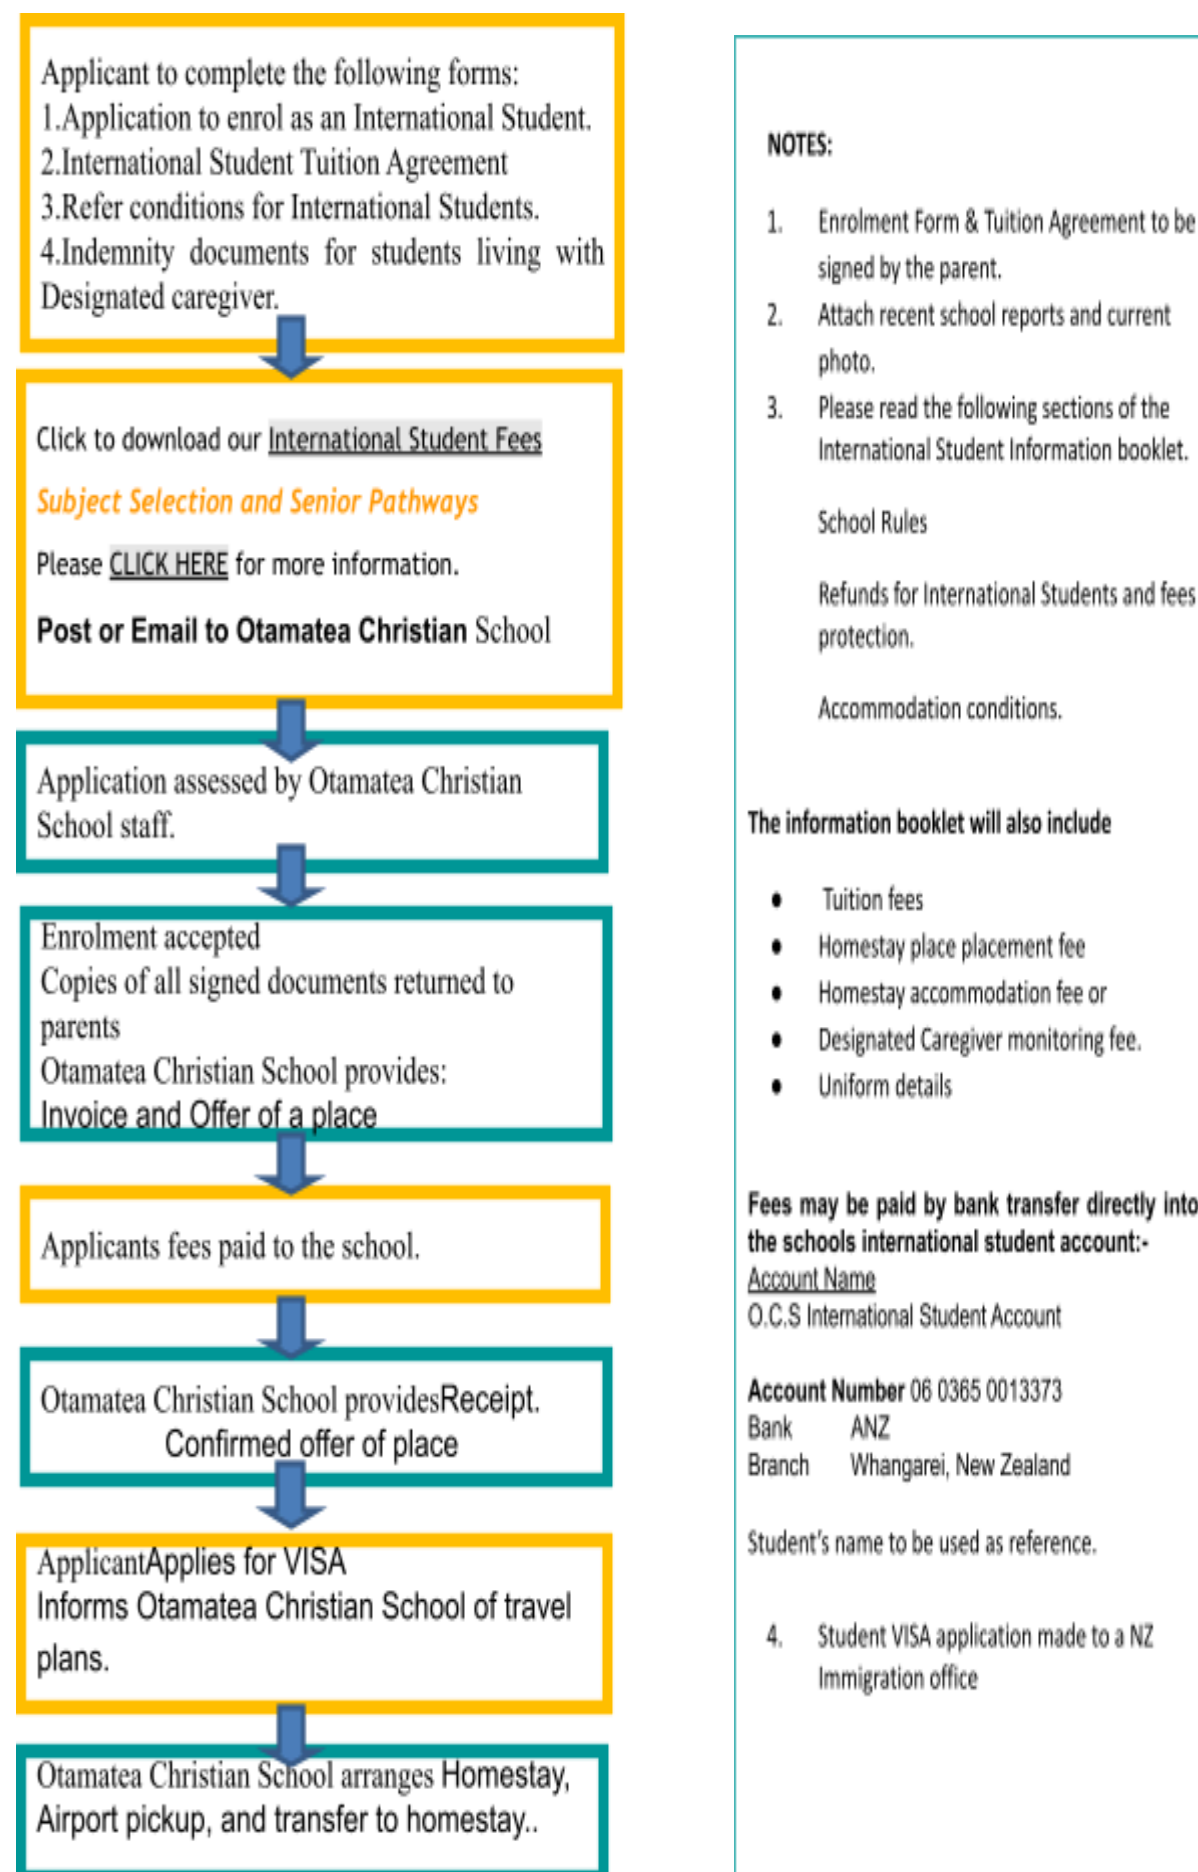 Applicant to complete the following forms:
1.Application to enrol as an International Student.
2.International Student Tuition Agreement
3.Refer conditions for International Students.
4.Indemnity documents for students living with
Designated caregiver.
Click to download our International Student Fees
Subject Selection and Senior Pathways
Please CLICK HERE for more information.
Post or Email to Otamatea Christian School
Application assessed by Otamatea Christian
School staff.
Enrolment accepted
Copies of all signed documents returned to
parents
Otamatea Christian School provides:
Invoice and Offer of a place
Applicants fees paid to the school.
Otamatea Christian School providesReceipt.
Confirmed offer of place
ApplicantApplies for VISA
Informs Otamatea Christian School of travel
plans.
Otamatea Christian School arranges Homestay,
Airport pickup, and transfer to homestay..
NOTES:
1. Enrolment Form & Tuition Agreement to be
signed by the parent.
2. Attach recent school reports and current
photo.
3. Please read the following sections of the
International Student Information booklet.
School Rules
Refunds for International Students and fees
protection.
Accommodation conditions.
The information booklet will also include
• Tuition fees
• Homestay place placement fee
• Homestay accommodation fee or
• Designated Caregiver monitoring fee.
• Uniform details
Fees may be paid by bank transfer directly into
the schools international student account:-
Account Name
O.C.S International Student Account
Account Number 06 0365 0013373
Bank ANZ
Branch Whangarei, New Zealand
Student's name to be used as reference.
4. Student VISA application made to a NZ
Immigration office